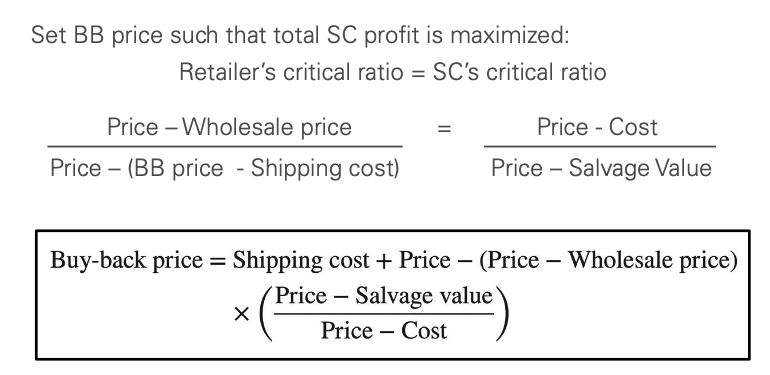 Set BB price such that total SC profit is maximized:
Retailer's critical ratio = SC's critical ratio
Price – Wholesale price = Price - Cost
Price – (BB price - Shipping cost) Price – Salvage Value
Buy-back price = Shipping cost + Price − (Price − Wholesale price)
× (Price − Salvage value
Price − Cost)